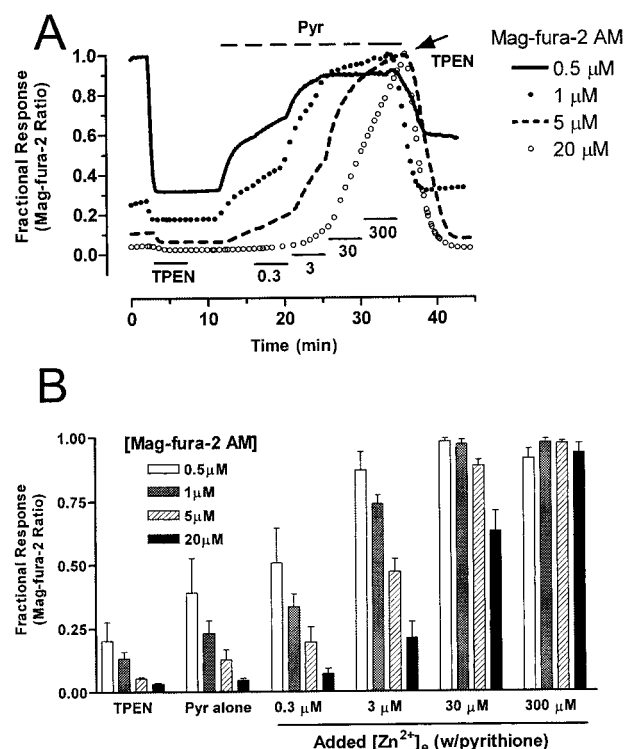 A
Pyr
TPEN
Mag-fura-2 AM
0.5 μM
1 μM
5 μM
20 μM
Fractional Response
(Mag-fura-2 Ratio)
1.0
0.8
0.6
0.4
0.2
0.0
TPEN
0.3
3
30
300
0 10 20 30 40
Time (min)
B
[Mag-fura-2 AM]
0.5μM
1μM
5μM
20μM
Fractional Response
(Mag-fura-2 Ratio)
1.00
0.75
0.50
0.25
0.00
TPEN Pyr alone 0.3 μM 3 μM 30 μM 300 μM
Added [Zn2+]e (w/pyrithione)